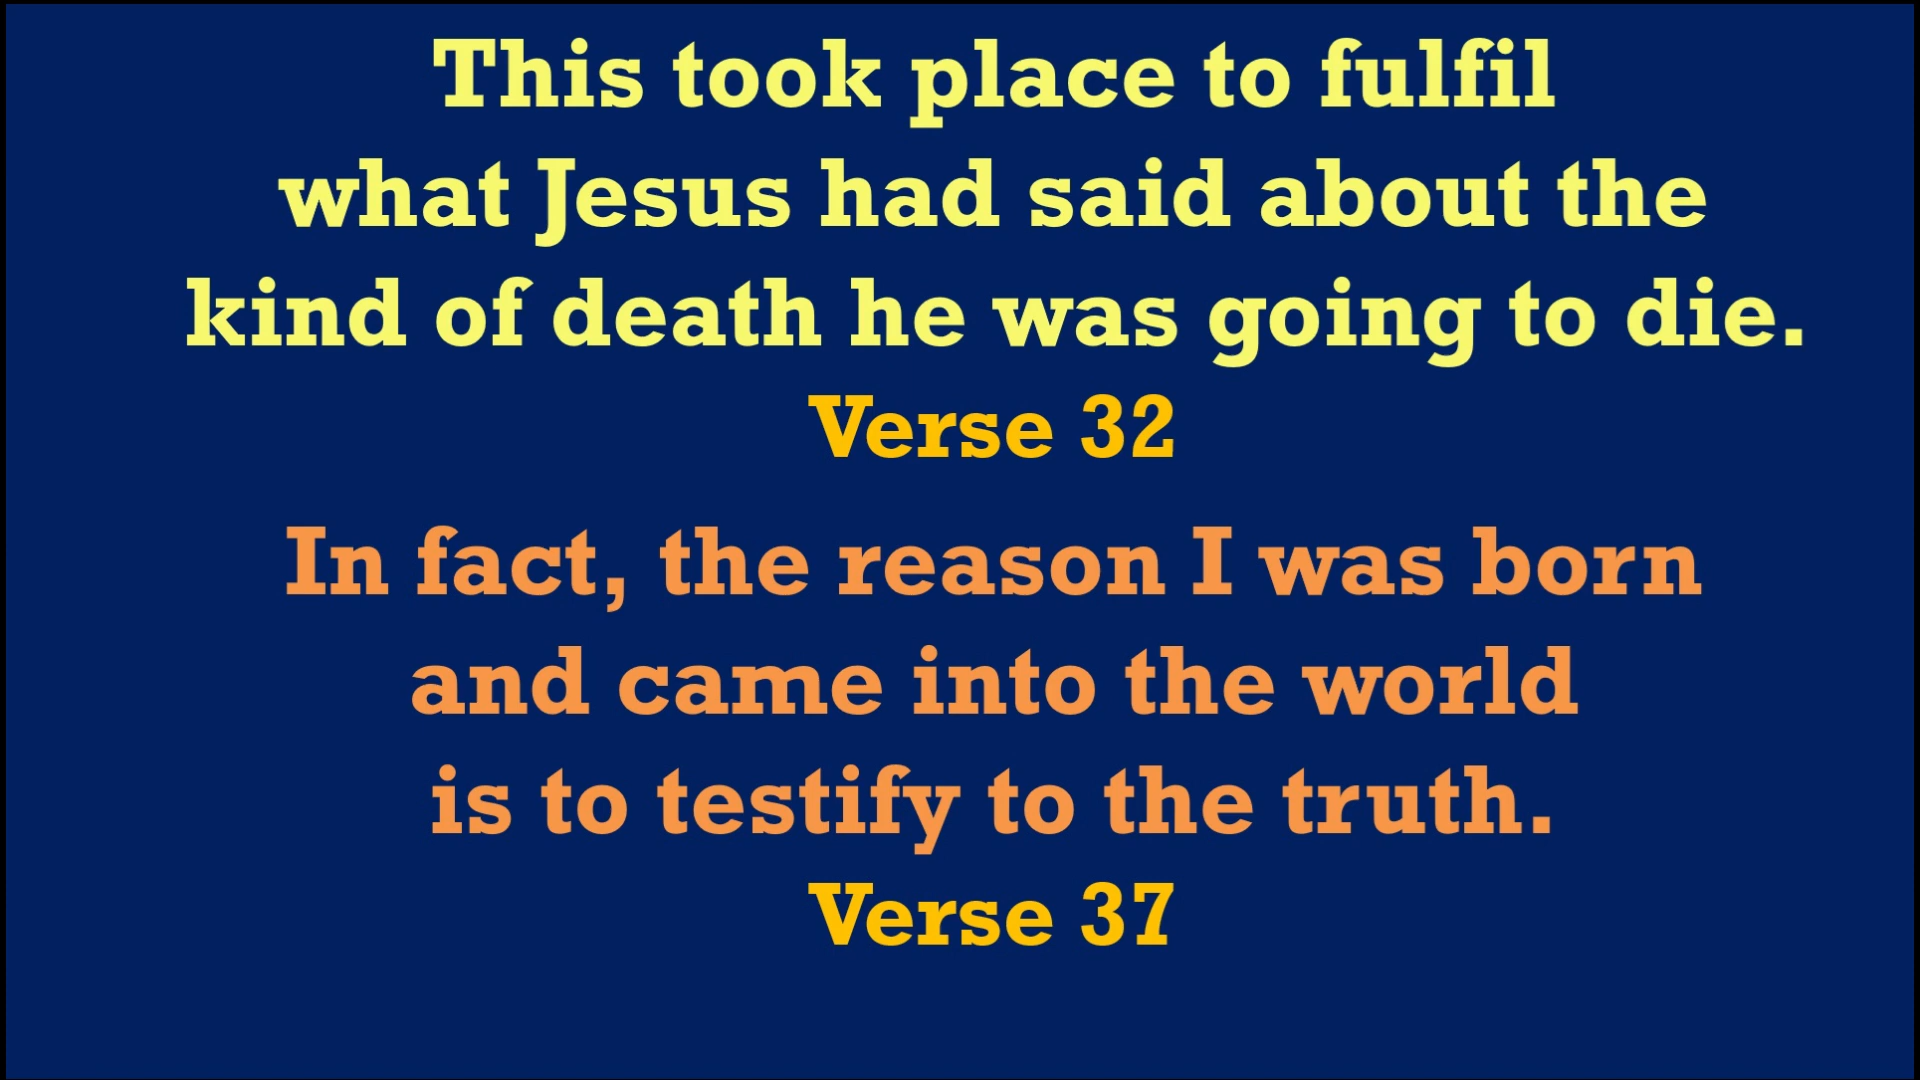 This took place to fulfil
what Jesus had said about the
kind of death he was going to die.
Verse 32
In fact, the reason I was born
and came into the world
is to testify to the truth.
Verse 37